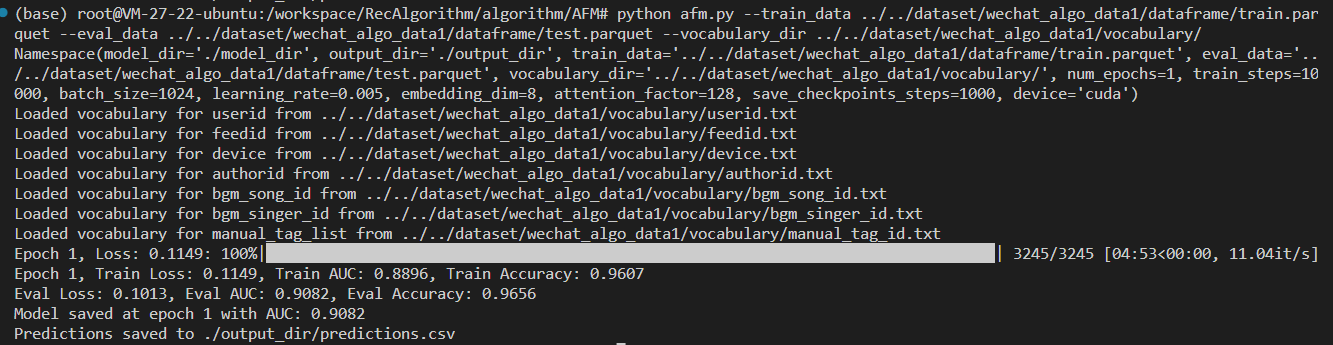 (base) root@VM-27-22-ubuntu:/workspace/RecAlgorithm/algorithm/AFM# python afm.py --train_data ../../dataset/wechat_algo_data1/dataframe/train.par
quet --eval_data ../../dataset/wechat_algo_data1/dataframe/test.parquet --vocabulary_dir ../../dataset/wechat_algo_data1/vocabulary/
Namespace(model_dir='./model_dir', output_dir='./output_dir', train_data='../../dataset/wechat_algo_data1/dataframe/train.parquet', eval_data='..
/../dataset/wechat_algo_data1/dataframe/test.parquet', vocabulary_dir='../../dataset/wechat_algo_data1/vocabulary/', num_epochs=1, train_steps=10
000, batch_size=1024, learning_rate=0.005, embedding_dim=8, attention_factor=128, save_checkpoints_steps=1000, device='cuda')
Loaded vocabulary for userid from ../../dataset/wechat_algo_data1/vocabulary/userid.txt
Loaded vocabulary for feedid from ../../dataset/wechat_algo_data1/vocabulary/feedid.txt
Loaded vocabulary for device from ../../dataset/wechat_algo_data1/vocabulary/device.txt
Loaded vocabulary for authorid from ../../dataset/wechat_algo_data1/vocabulary/authorid.txt
Loaded vocabulary for bgm_song_id from ../../dataset/wechat_algo_data1/vocabulary/bgm_song_id.txt
Loaded vocabulary for bgm_singer_id from ../../dataset/wechat_algo_data1/vocabulary/bgm_singer_id.txt
Loaded vocabulary for manual_tag_list from ../../dataset/wechat_algo_data1/vocabulary/manual_tag_id.txt
Epoch 1, Loss: 0.1149: 100%| | 3245/3245 [04:53<00:00, 11.04it/s]
Epoch 1, Train Loss: 0.1149, Train AUC: 0.8896, Train Accuracy: 0.9607
Eval Loss: 0.1013, Eval AUC: 0.9082, Eval Accuracy: 0.9656
Model saved at epoch 1 with AUC: 0.9082
Predictions saved to ./output_dir/predictions.csv